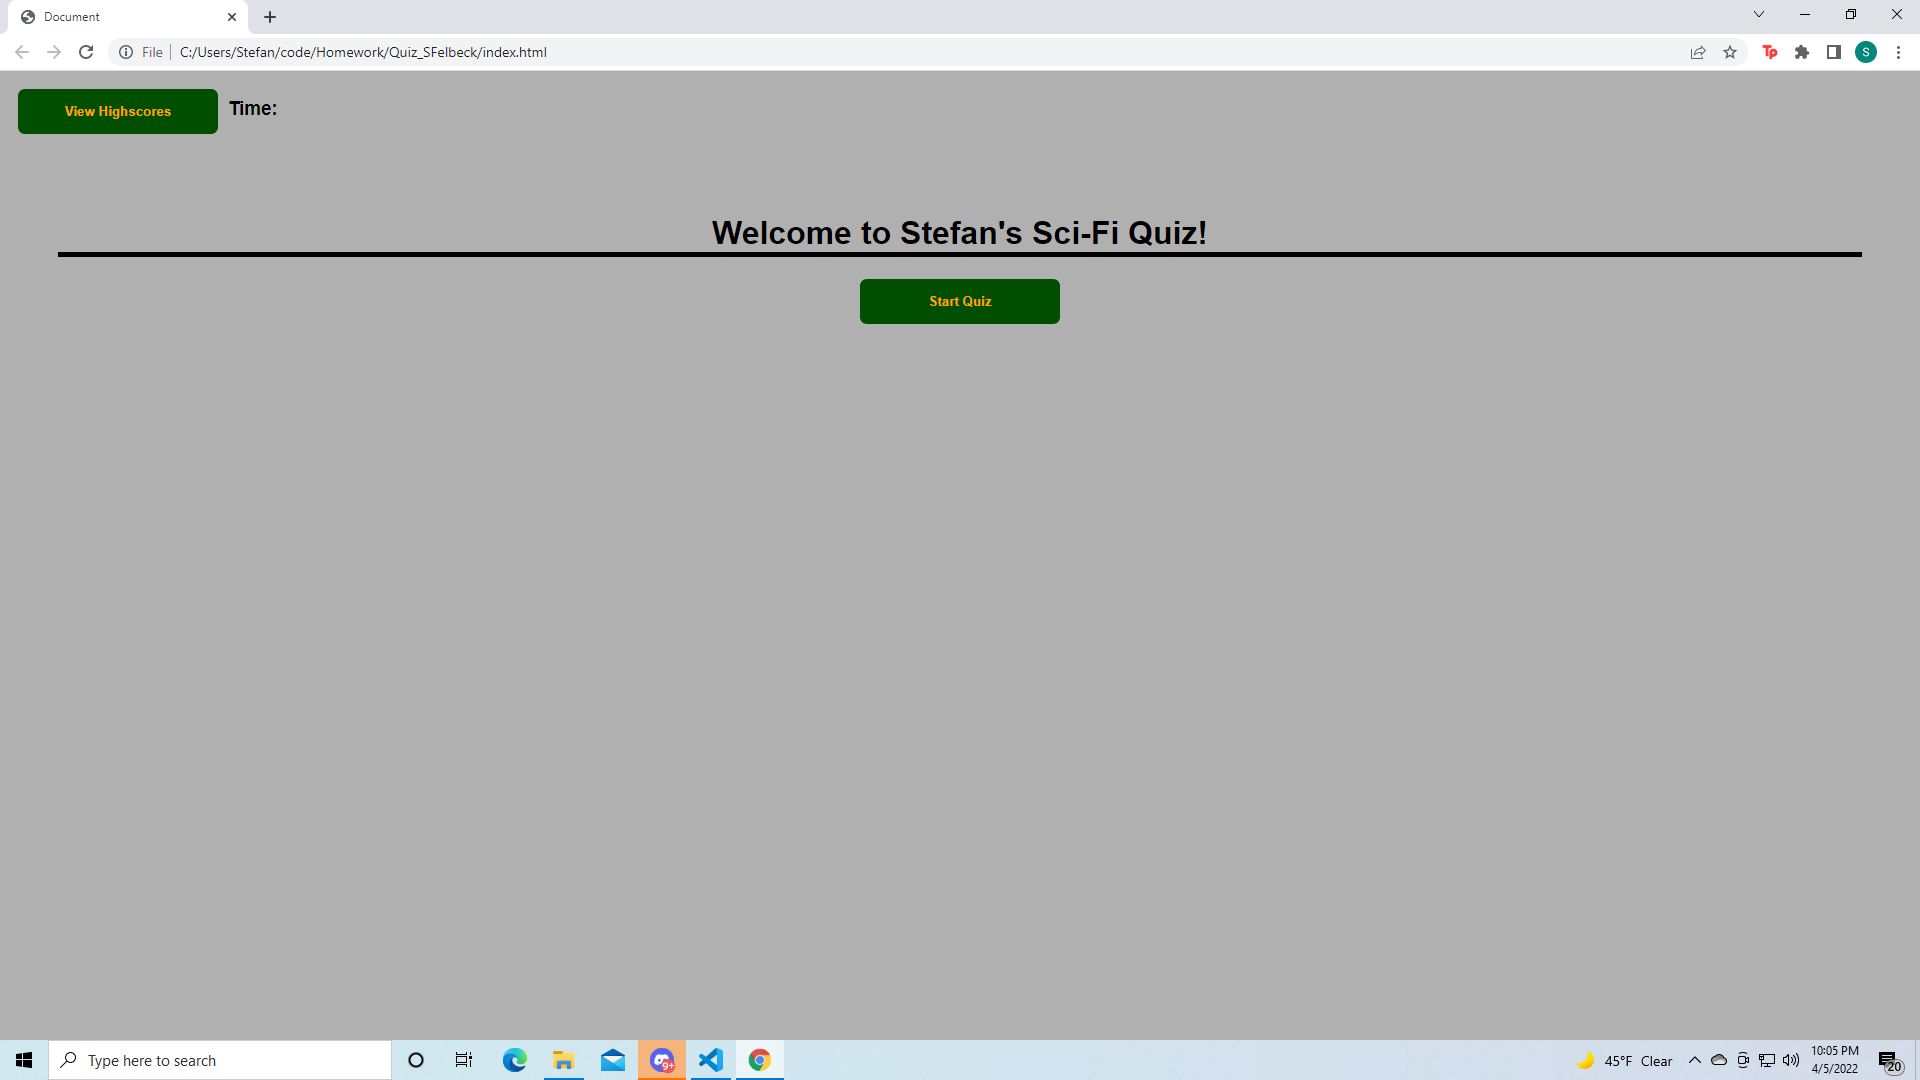 Document
File
C:/Users/Stefan/code/Homework/Quiz_SFelbeck/index.html
Tp
S
View Highscores
Time:
Welcome to Stefan's Sci-Fi Quiz!
Start Quiz
Type here to search
9+
45°F Clear
10:05 PM
4/5/2022
20